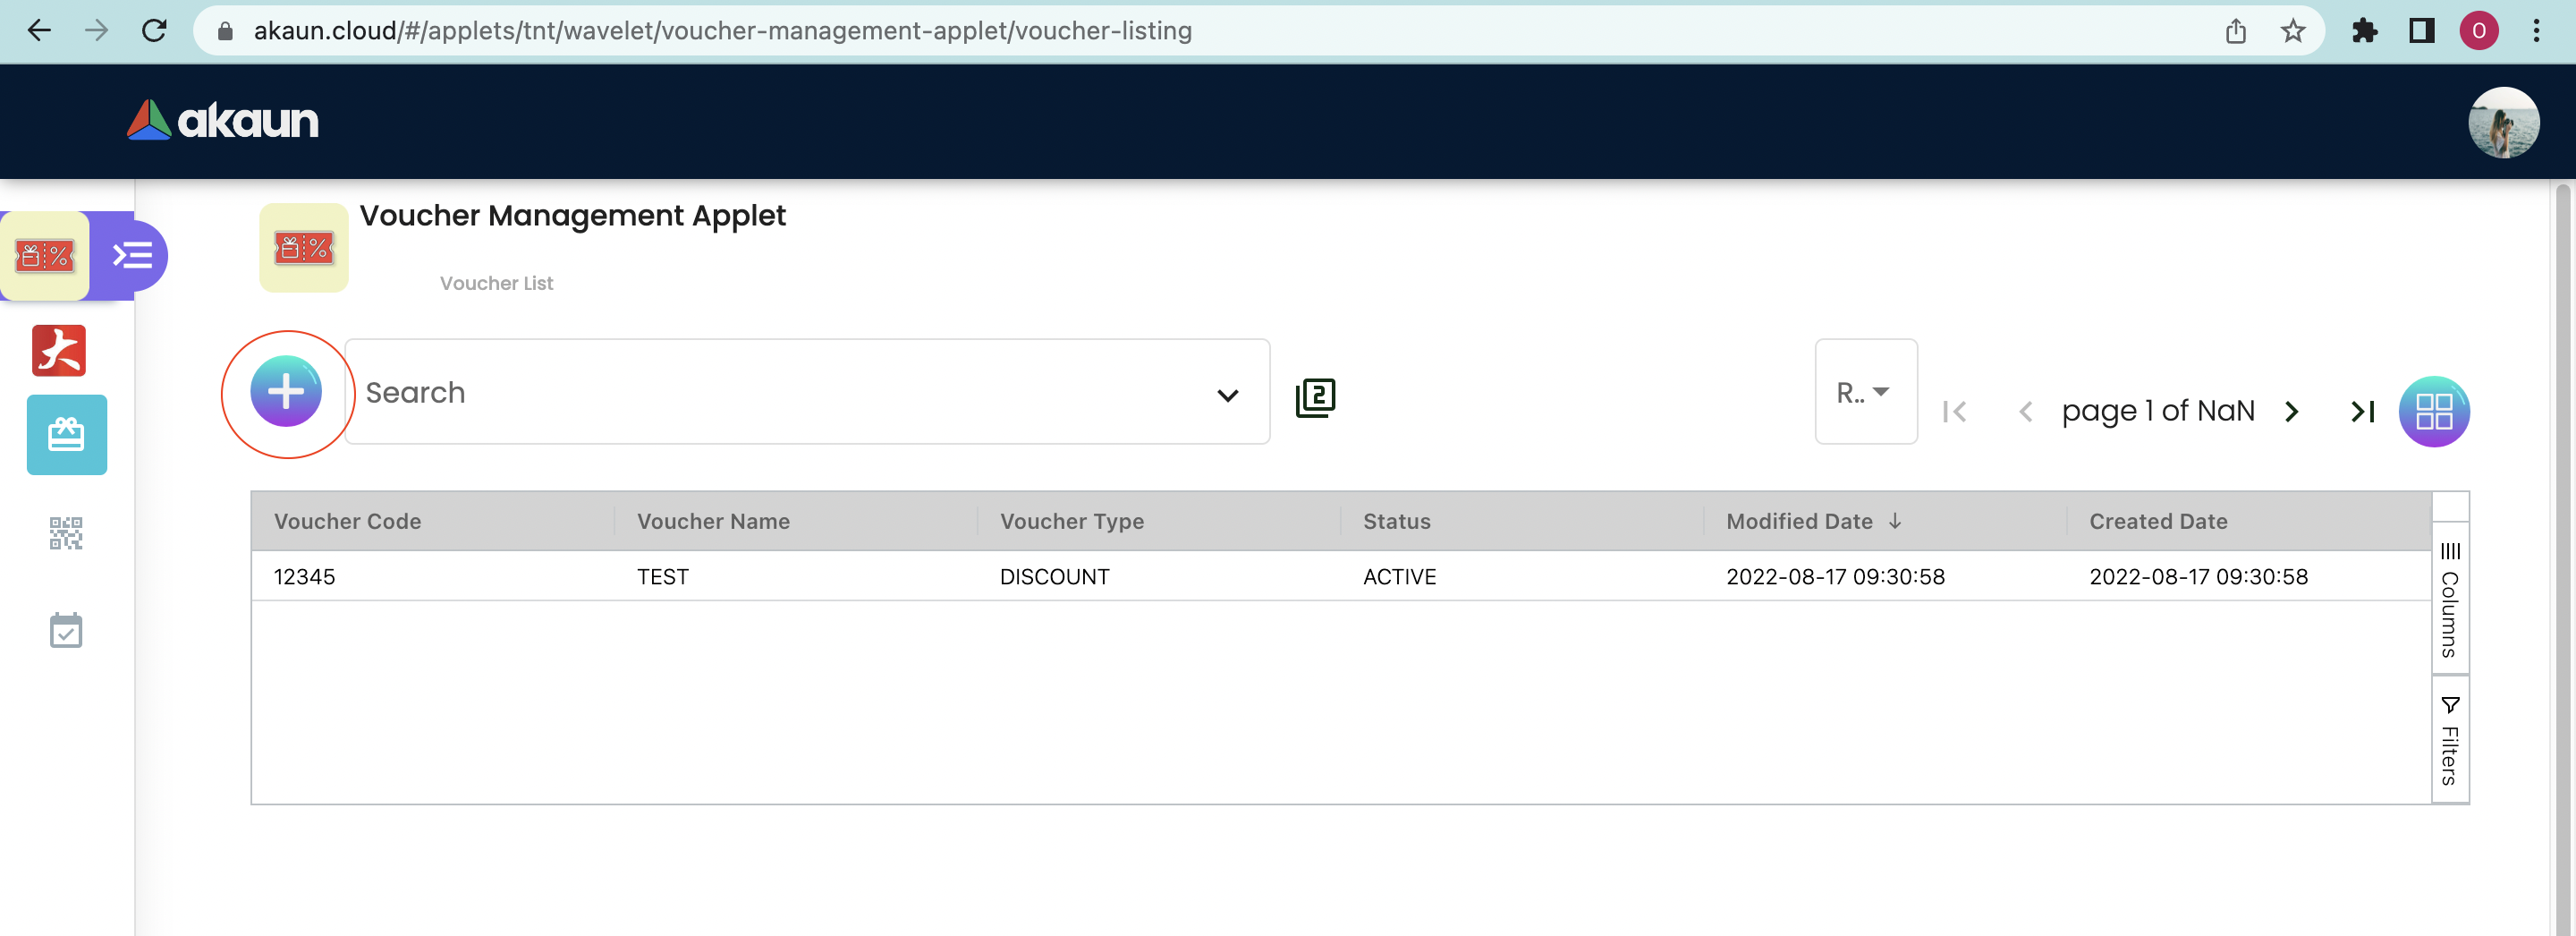 akaun.cloud/#/applets/tnt/wavelet/voucher-management-applet/voucher-listing
O
akaun
Voucher Management Applet
Voucher List
Search
2
R..
page 1 of NaN
Voucher Code Voucher Name Voucher Type Status Modified Date Created Date
12345 TEST DISCOUNT ACTIVE 2022-08-17 09:30:58 2022-08-17 09:30:58
Columns
Filters